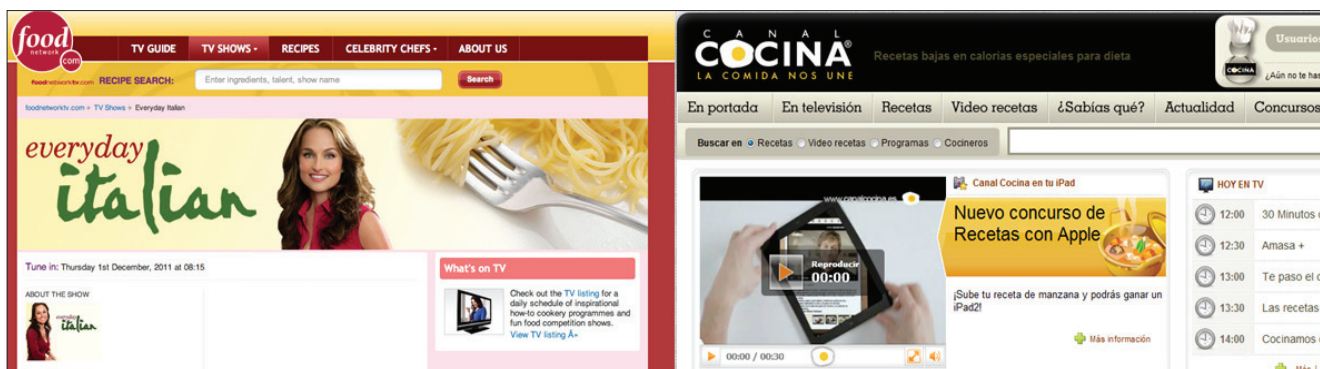 food
network
com
TV GUIDE TV SHOWS RECIPES CELEBRITY CHEFS ABOUT US
foodnetworktv.com RECIPE SEARCH: Enter ingredients, talent, show name Search
foodnetworktv.com » TV Shows » Everyday Italian
everyday
italian
Tune in: Thursday 1st December, 2011 at 08:15
ABOUT THE SHOW
everyday
italian
What's on TV
Check out the TV listing for a
daily schedule of inspirational
how-to cookery programmes and
fun food competition shows.
View TV listing Â»
CANAL
COCINA®
LA COMIDA NOS UNE
Recetas bajas en calorias especiales para dieta
COCINA
Usuarios
¿Aún no te has
En portada En televisión Recetas Video recetas ¿Sabías qué? Actualidad Concursos
Buscar en Recetas Video recetas Programas Cocineros
www.canalcocina.es
Reproducir
00:00
00:00 / 00:30
Canal Cocina en tu iPad
Nuevo concurso de
Recetas con Apple
¡Sube tu receta de manzana y podrás ganar un
iPad2!
Más información
HOY EN TV
12:00 30 Minutos
12:30 Amasa +
13:00 Te paso el
13:30 Las recetas
14:00 Cocinamos